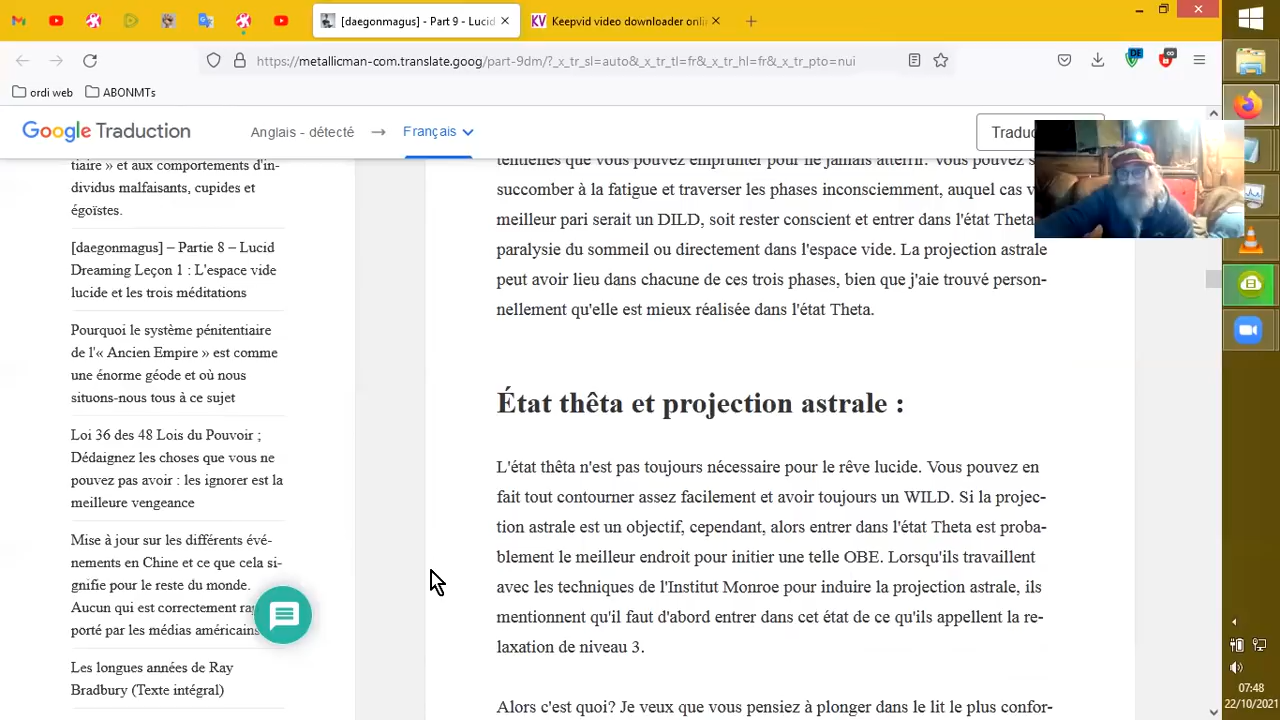 [daegonmagus] - Part 9 - Lucid
Keepvid video downloader onli
https://metallicman-com.translate.goog/part-9dm/?_x_tr_sl=auto&_x_tr_tl=fr&_x_tr_hl=fr&_x_tr_pto=nui
DE
ordi web
ABONMTs
Google Traduction
Anglais - détecté
Français
Traduc
tiaire » et aux comportements d'in-
dividus malfaisants, cupides et
égoïstes.
[daegonmagus] – Partie 8 – Lucid
Dreaming Leçon 1 : L'espace vide
lucide et les trois méditations
Pourquoi le système pénitentiaire
de l'« Ancien Empire » est comme
une énorme géode et où nous
situons-nous tous à ce sujet
Loi 36 des 48 Lois du Pouvoir ;
Dédaignez les choses que vous ne
pouvez pas avoir : les ignorer est la
meilleure vengeance
Mise à jour sur les différents évé-
nements en Chine et ce que cela si-
gnifie pour le reste du monde.
Aucun qui est correctement ra
porté par les médias américains
Les longues années de Ray
Bradbury (Texte intégral)
tentielles que vous pouvez emprunter pour ne jamais atterrir. Vous pouvez s
succomber à la fatigue et traverser les phases inconsciemment, auquel cas v
meilleur pari serait un DILD, soit rester conscient et entrer dans l'état Theta
paralysie du sommeil ou directement dans l'espace vide. La projection astrale
peut avoir lieu dans chacune de ces trois phases, bien que j'aie trouvé person-
nellement qu'elle est mieux réalisée dans l'état Theta.
État thêta et projection astrale :
L'état thêta n'est pas toujours nécessaire pour le rêve lucide. Vous pouvez en
fait tout contourner assez facilement et avoir toujours un WILD. Si la projec-
tion astrale est un objectif, cependant, alors entrer dans l'état Theta est proba-
blement le meilleur endroit pour initier une telle OBE. Lorsqu'ils travaillent
avec les techniques de l'Institut Monroe pour induire la projection astrale, ils
mentionnent qu'il faut d'abord entrer dans cet état de ce qu'ils appellent la re-
laxation de niveau 3.
Alors c'est quoi? Je veux que vous pensiez à plonger dans le lit le plus confor-
07:48
22/10/2021